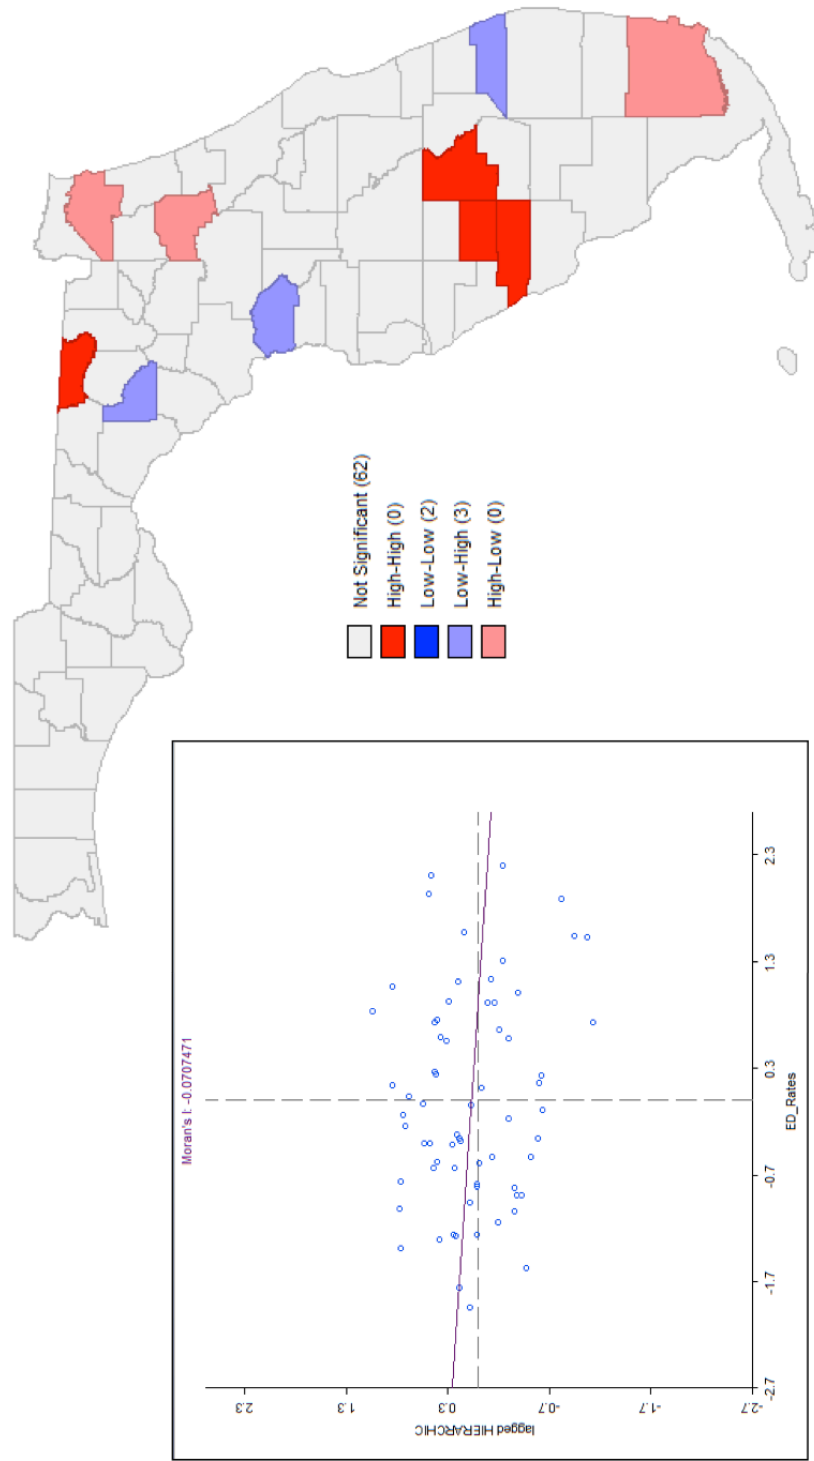 Moran's I: -0.0707471
lagged HIERARCHIC
2.3
1.3
0.3
-0.7
-1.7
-2.7
-2.7
-1.7
-0.7
0.3
1.3
2.3
ED_Rates
Not Significant (62)
High-High (0)
Low-Low (2)
Low-High (3)
High-Low (0)